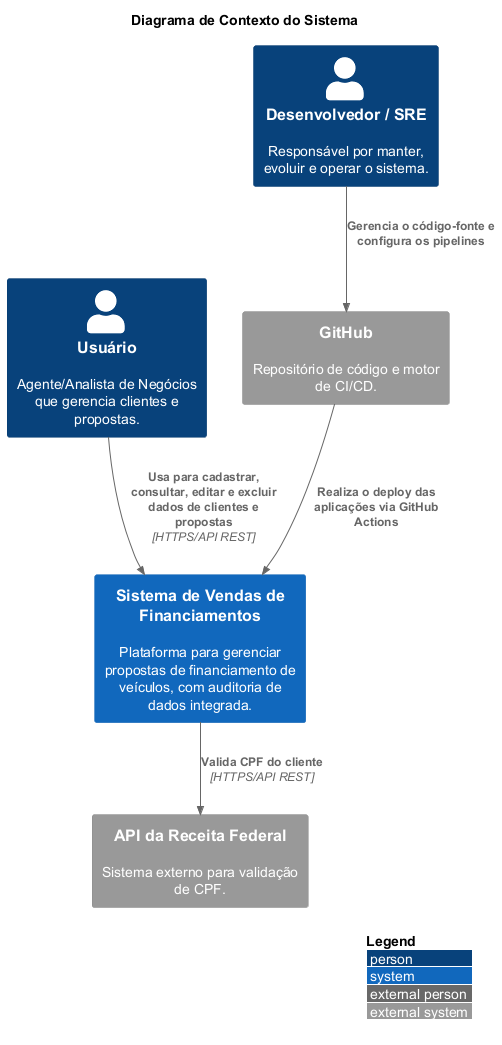 Diagrama de Contexto do Sistema
Desenvolvedor / SRE
Responsável por manter,
evoluir e operar o sistema.
Gerencia o código-fonte e
configura os pipelines
Usuário
Agente/Analista de Negócios
que gerencia clientes e
propostas.
GitHub
Repositório de código e motor
de CI/CD.
Usa para cadastrar,
consultar, editar e excluir
dados de clientes e
propostas
[HTTPS/API REST]
Realiza o deploy das
aplicações via GitHub
Actions
Sistema de Vendas de
Financiamentos
Plataforma para gerenciar
propostas de financiamento de
veículos, com auditoria de
dados integrada.
Valida CPF do cliente
[HTTPS/API REST]
API da Receita Federal
Sistema externo para validação
de CPF.
Legend
person
system
external person
external system